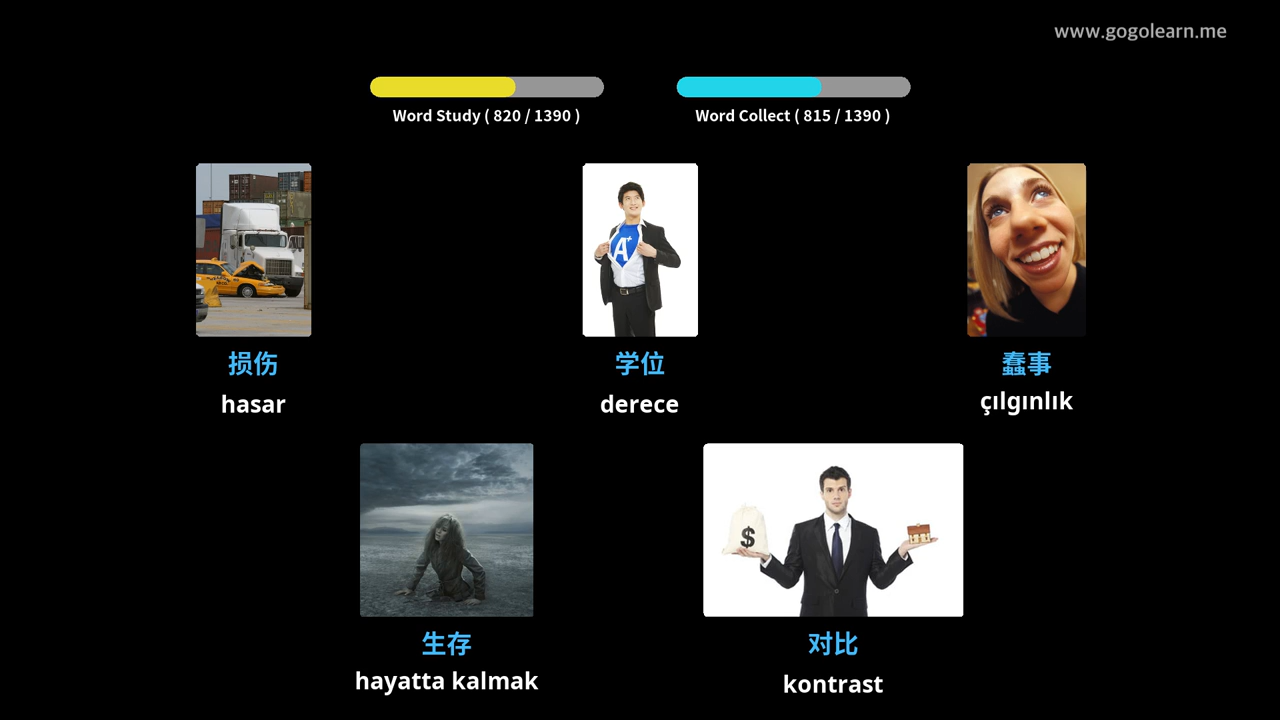 www.gogolearn.me
Word Study ( 820 / 1390 )
Word Collect ( 815 / 1390 )
A+
损伤
学位
蠢事
hasar
derece
çılgınlık
$
生存
对比
hayatta kalmak
kontrast